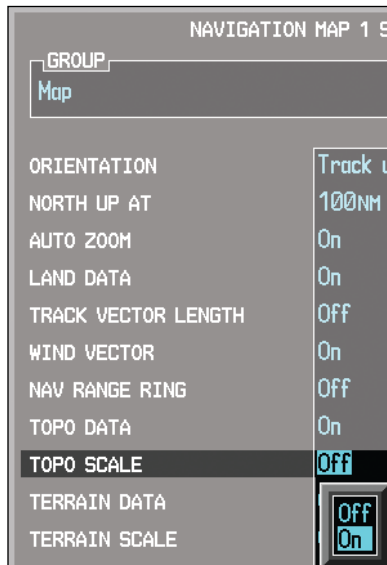 NAVIGATION MAP 1
GROUP
Map
ORIENTATION Track
NORTH UP AT 100NM
AUTO ZOOM On
LAND DATA On
TRACK VECTOR LENGTH Off
WIND VECTOR On
NAV RANGE RING Off
TOPO DATA On
TOPO SCALE Off
TERRAIN DATA Off
TERRAIN SCALE On